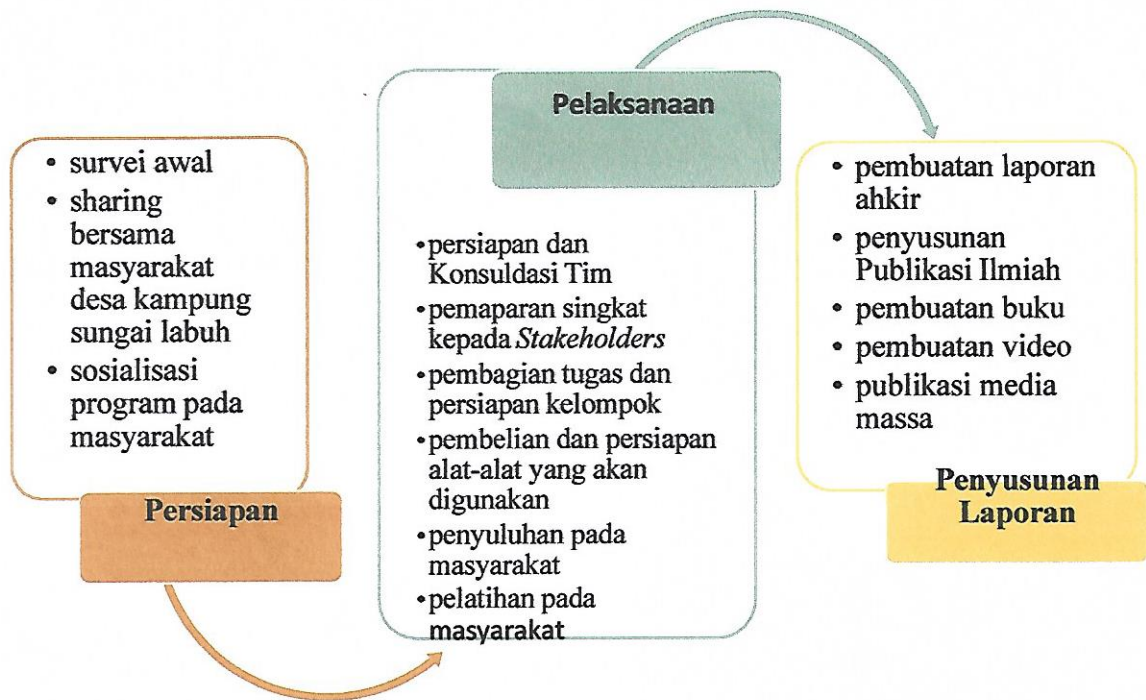 • survei awal
• sharing
bersama
masyarakat
desa kampung
sungai labuh
• sosialisasi
program pada
masyarakat
Persiapan
Pelaksanaan
•persiapan dan
Konsuldasi Tim
•pemaparan singkat
kepada Stakeholders
•pembagian tugas dan
persiapan kelompok
•pembelian dan persiapan
alat-alat yang akan
digunakan
•penyuluhan pada
masyarakat
•pelatihan pada
masyarakat
• pembuatan laporan
ahkir
• penyusunan
Publikasi Ilmiah
• pembuatan buku
• pembuatan video
• publikasi media
massa
Penyusunan
Laporan